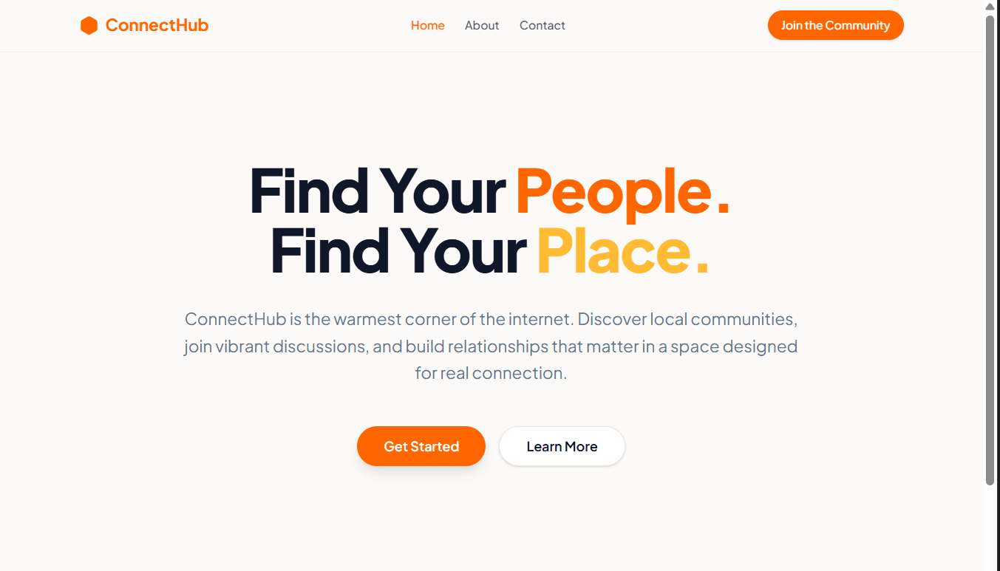 ConnectHub
Home
About
Contact
Join the Community
Find Your People.
Find Your Place.
ConnectHub is the warmest corner of the internet. Discover local communities,
join vibrant discussions, and build relationships that matter in a space designed
for real connection.
Get Started
Learn More